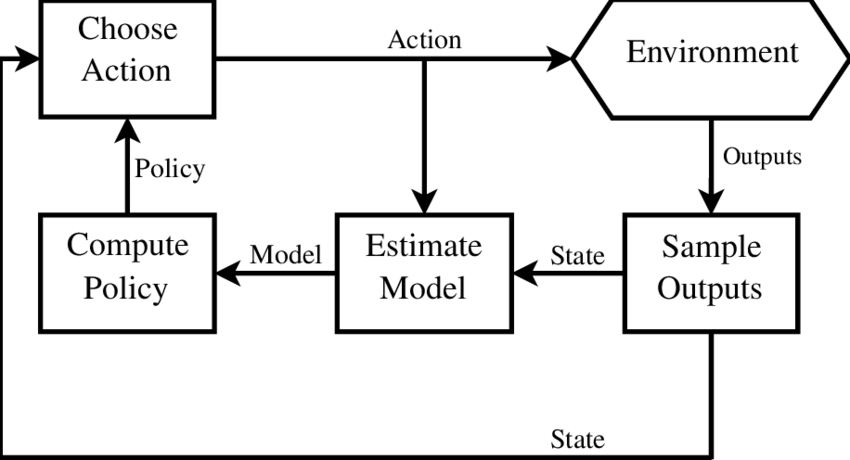 Choose
Action
Action
Environment
Policy
Outputs
Compute
Policy
Model
Estimate
Model
State
Sample
Outputs
State